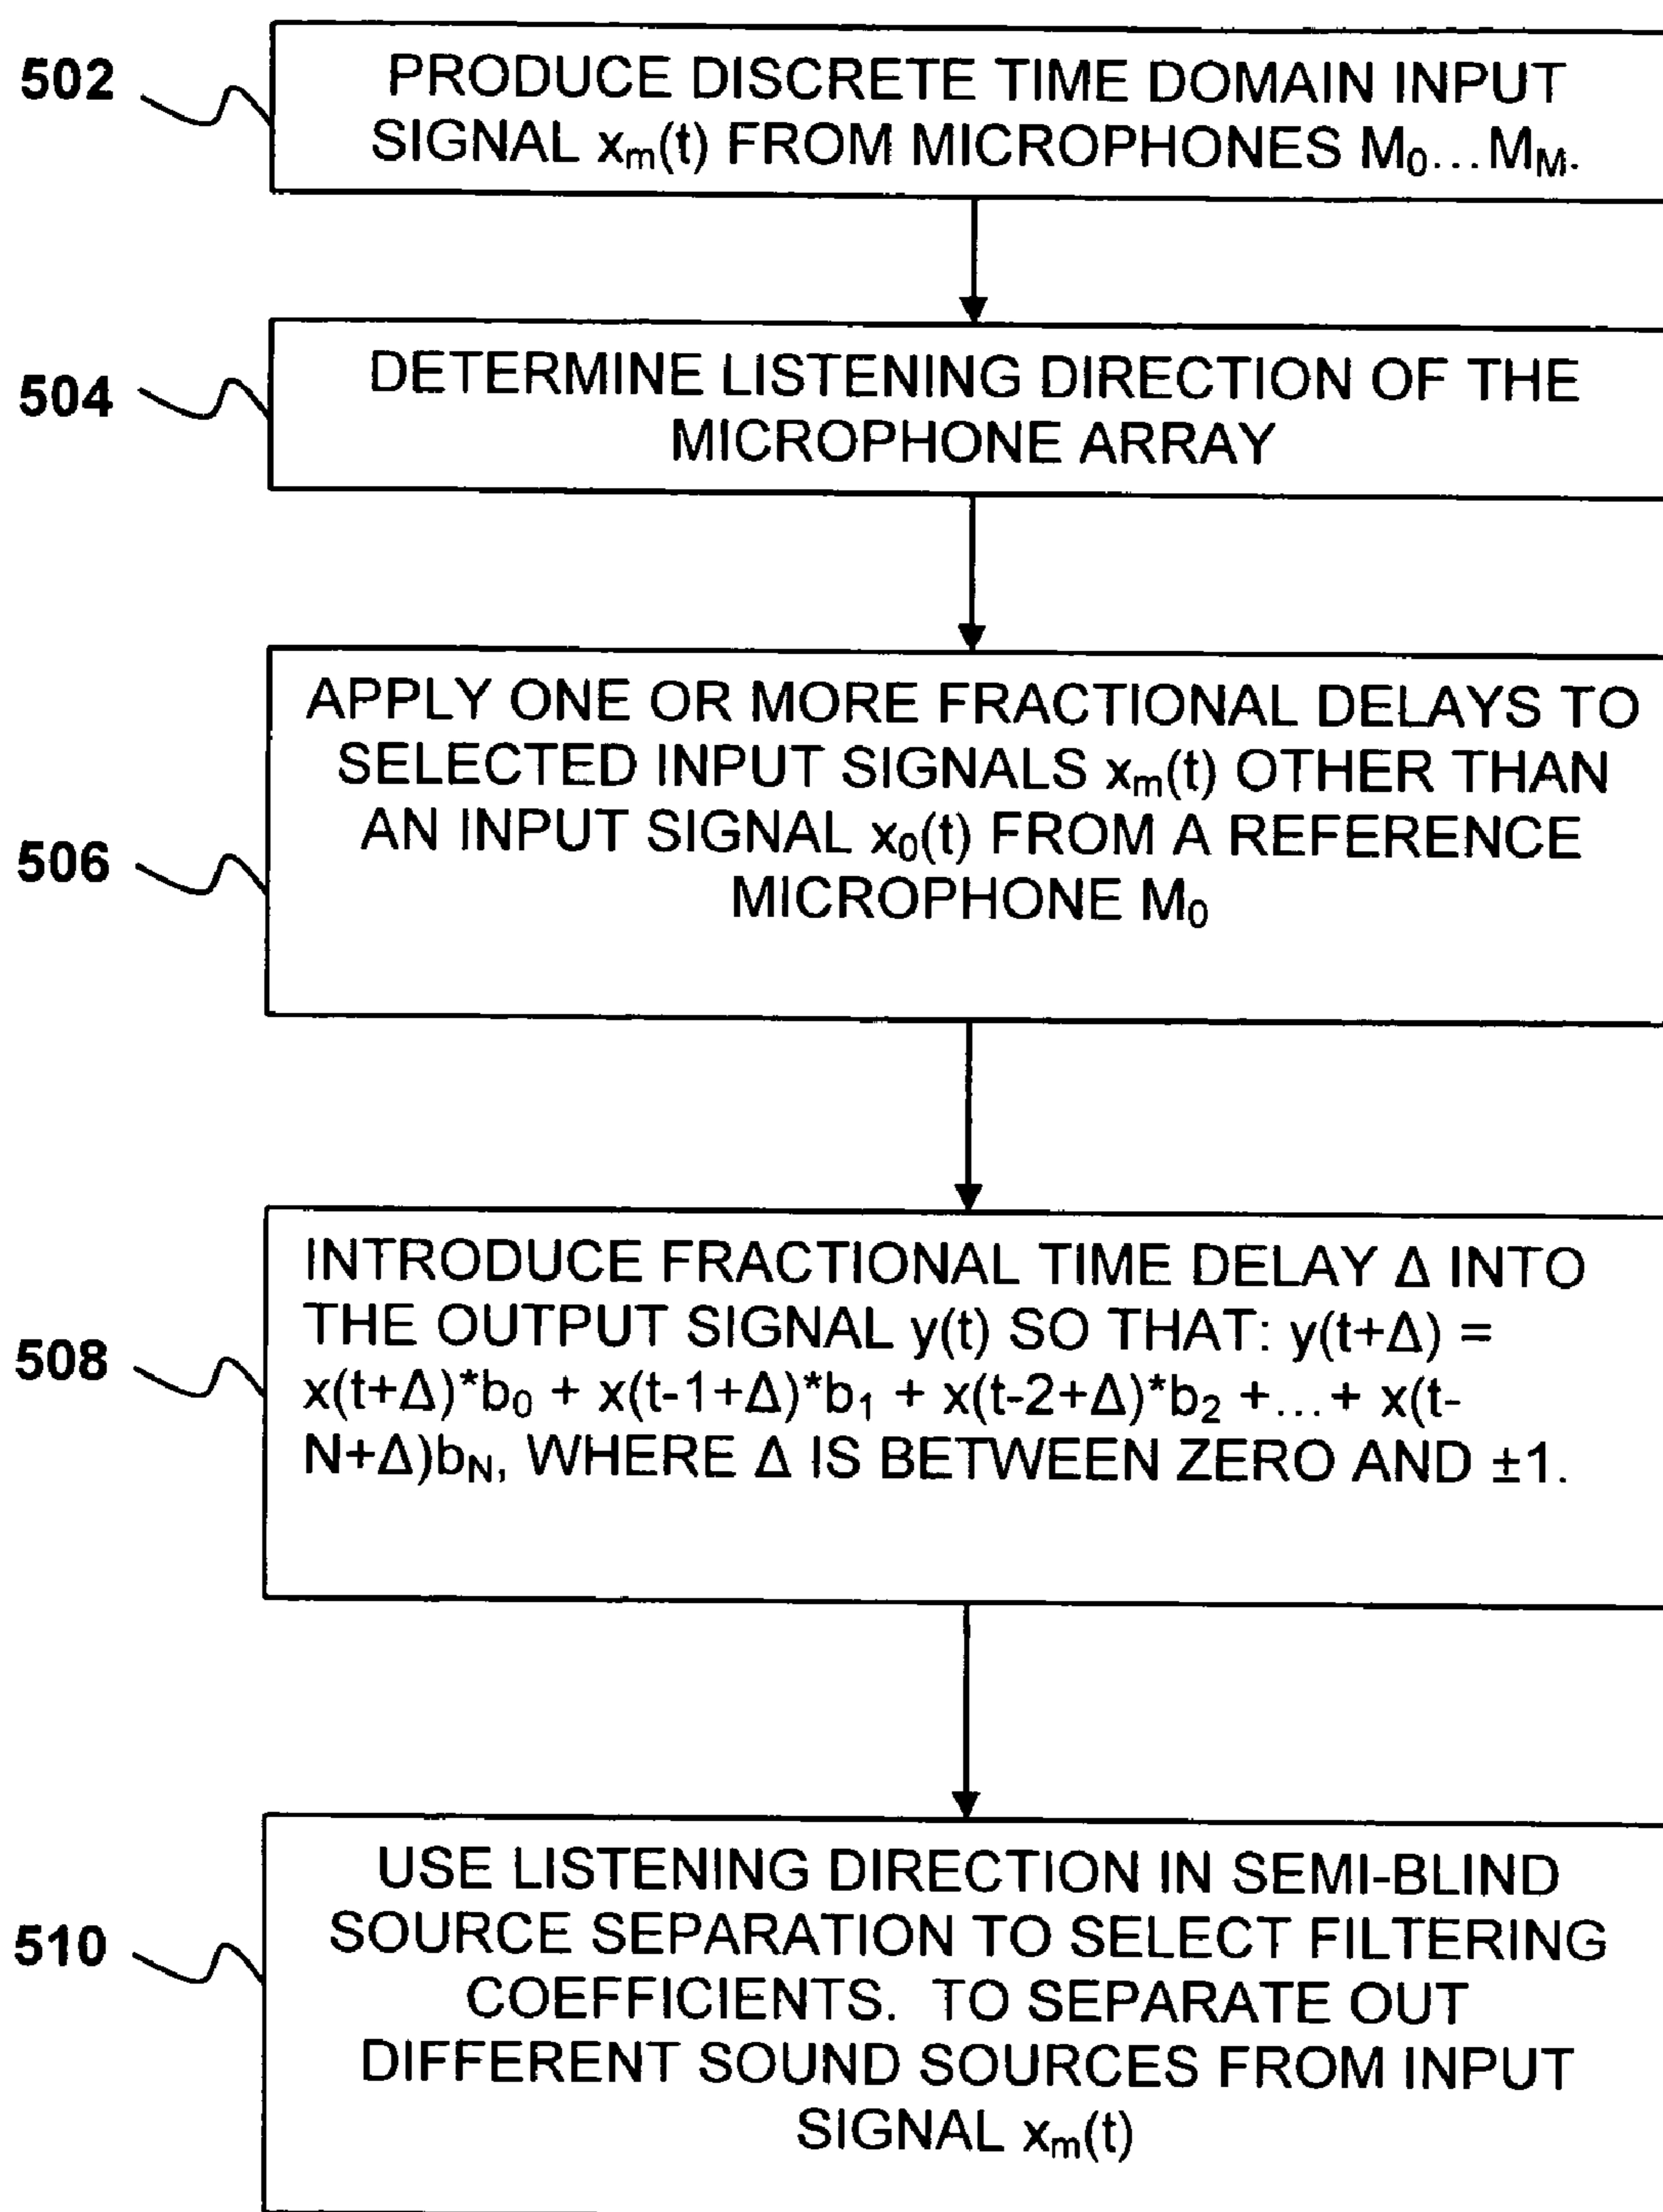 502
PRODUCE DISCRETE TIME DOMAIN INPUT
SIGNAL xₘ(t) FROM MICROPHONES M₀...M_M.
504
DETERMINE LISTENING DIRECTION OF THE
MICROPHONE ARRAY
506
APPLY ONE OR MORE FRACTIONAL DELAYS TO
SELECTED INPUT SIGNALS xₘ(t) OTHER THAN
AN INPUT SIGNAL x₀(t) FROM A REFERENCE
MICROPHONE M₀
508
INTRODUCE FRACTIONAL TIME DELAY Δ INTO
THE OUTPUT SIGNAL y(t) SO THAT: y(t+Δ) =
x(t+Δ)*b₀ + x(t-1+Δ)*b₁ + x(t-2+Δ)*b₂ +...+ x(t-
N+Δ)b_N, WHERE Δ IS BETWEEN ZERO AND ±1.
510
USE LISTENING DIRECTION IN SEMI-BLIND
SOURCE SEPARATION TO SELECT FILTERING
COEFFICIENTS. TO SEPARATE OUT
DIFFERENT SOUND SOURCES FROM INPUT
SIGNAL xₘ(t)